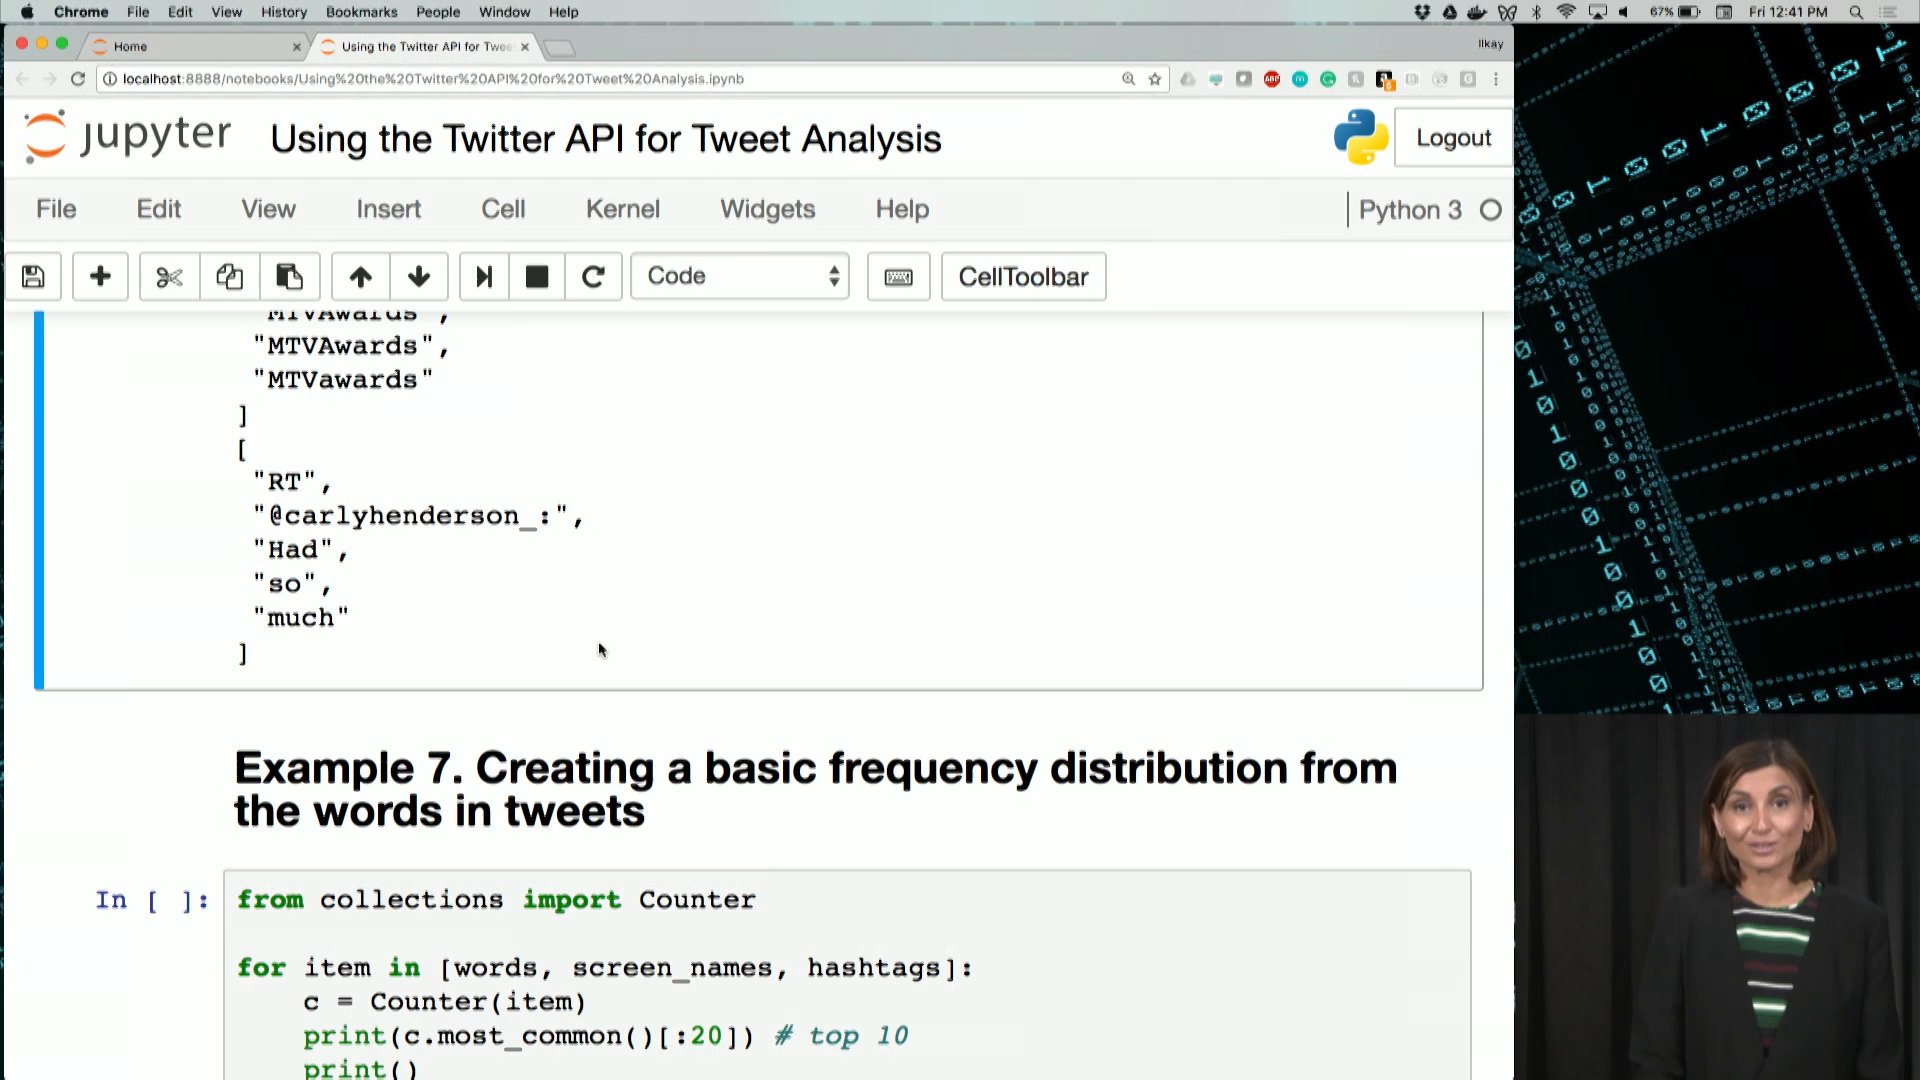 Chrome File Edit View History Bookmarks People Window Help 67% Fri 12:41 PM
Home Using the Twitter API for Twee Ilkay
localhost:8888/notebooks/Using%20the%20Twitter%20API%20for%20Tweet%20Analysis.ipynb ABP
jupyter Using the Twitter API for Tweet Analysis Logout
File Edit View Insert Cell Kernel Widgets Help Python 3
Code CellToolbar
"MTVAwards",
"MTVAwards",
"MTVawards"
]
[
"RT",
"@carlyhenderson_:",
"Had",
"so",
"much"
]
Example 7. Creating a basic frequency distribution from
the words in tweets
In [ ]: from collections import Counter
for item in [words, screen_names, hashtags]:
c = Counter(item)
print(c.most_common()[:20]) # top 10
print()